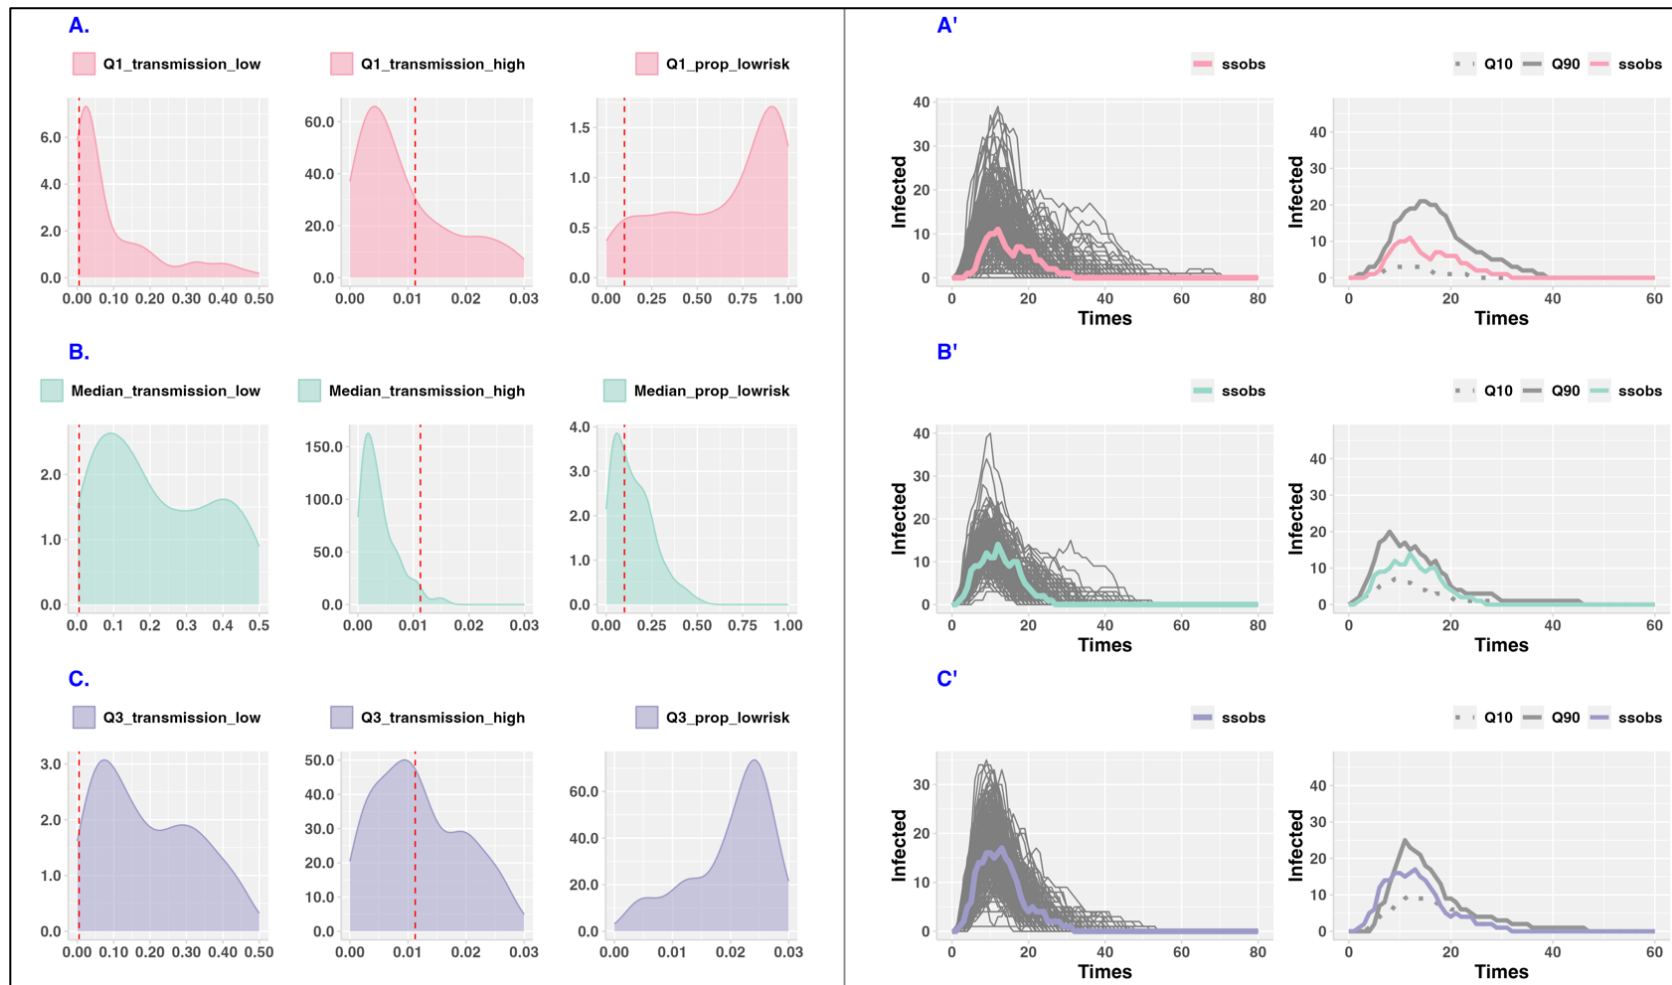 A.
Q1_transmission_low
Q1_transmission_high
Q1_prop_lowrisk
6.0
4.0
2.0
0.0
0.00 0.10 0.20 0.30 0.40 0.50
60.0
40.0
20.0
0.0
0.00 0.01 0.02 0.03
1.5
1.0
0.5
0.0
0.00 0.25 0.50 0.75 1.00
A'
ssobs
Infected
40
30
20
10
0
0 20 40 60 80
Times
Q10 Q90 ssobs
Infected
40
30
20
10
0
0 20 40 60
Times
B.
Median_transmission_low
Median_transmission_high
Median_prop_lowrisk
2.0
1.0
0.0
0.0 0.1 0.2 0.3 0.4 0.5
150.0
100.0
50.0
0.0
0.00 0.01 0.02 0.03
4.0
3.0
2.0
1.0
0.0
0.00 0.25 0.50 0.75 1.00
B'
ssobs
Infected
40
30
20
10
0
0 20 40 60 80
Times
Q10 Q90 ssobs
Infected
40
30
20
10
0
0 20 40 60
Times
C.
Q3_transmission_low
Q3_transmission_high
Q3_prop_lowrisk
3.0
2.0
1.0
0.0
0.00 0.10 0.20 0.30 0.40 0.50
50.0
40.0
30.0
20.0
10.0
0.0
0.00 0.01 0.02 0.03
60.0
40.0
20.0
0.0
0.00 0.01 0.02 0.03
C'
ssobs
Infected
30
20
10
0
0 20 40 60 80
Times
Q10 Q90 ssobs
Infected
40
30
20
10
0
0 20 40 60
Times